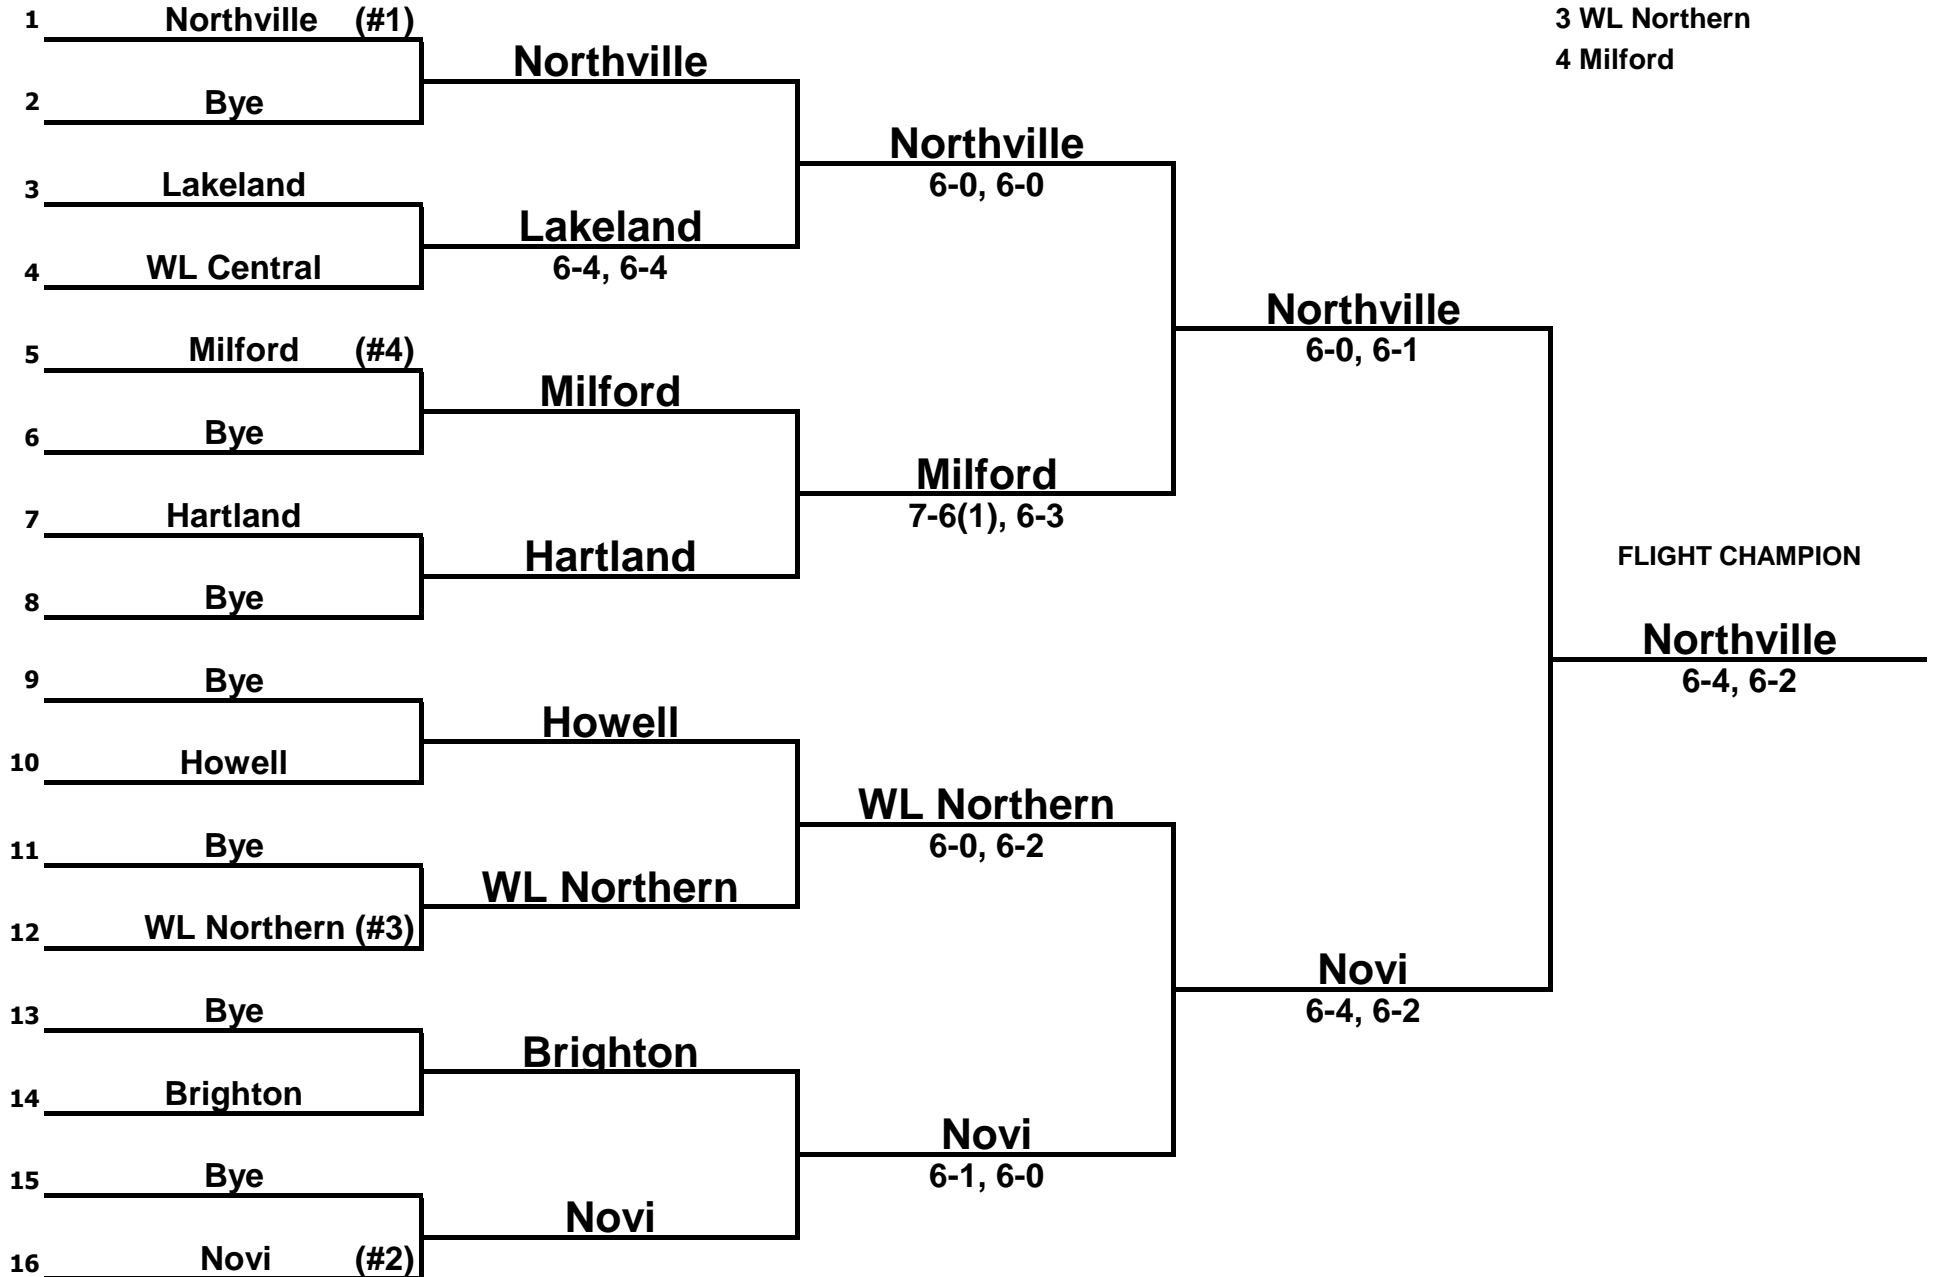 1 Northville (#1)
2 Bye
3 Lakeland
4 WL Central
5 Milford (#4)
6 Bye
7 Hartland
8 Bye
9 Bye
10 Howell
11 Bye
12 WL Northern (#3)
13 Bye
14 Brighton
15 Bye
16 Novi (#2)
Northville
Lakeland
6-4, 6-4
Milford
Hartland
Howell
WL Northern
Brighton
Novi
Northville
6-0, 6-0
Milford
7-6(1), 6-3
WL Northern
6-0, 6-2
Novi
6-1, 6-0
Northville
6-0, 6-1
Novi
6-4, 6-2
3 WL Northern
4 Milford
FLIGHT CHAMPION
Northville
6-4, 6-2